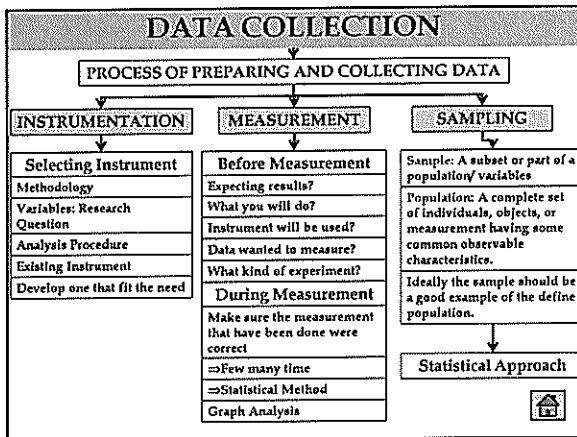 DATA COLLECTION
PROCESS OF PREPARING AND COLLECTING DATA
INSTRUMENTATION
Selecting Instrument
Methodology
Variables: Research
Question
Analysis Procedure
Existing Instrument
Develop one that fit the need
MEASUREMENT
Before Measurement
Expecting results?
What you will do?
Instrument will be used?
Data wanted to measure?
What kind of experiment?
During Measurement
Make sure the measurement
that have been done were
correct
⇒Few many time
⇒Statistical Method
Graph Analysis
SAMPLING
Sample: A subset or part of a
population/ variables
Population: A complete set
of individuals, objects, or
measurement having some
common observable
characteristics.
Ideally the sample should be
a good example of the define
population.
Statistical Approach